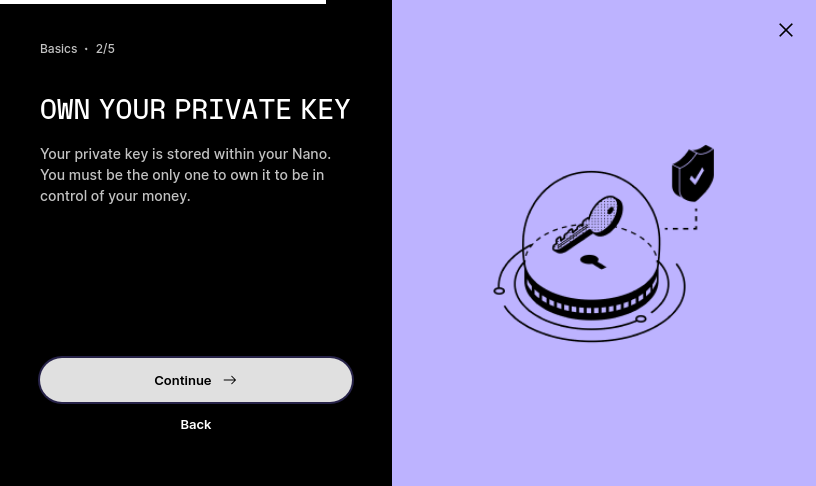 Basics • 2/5
OWN YOUR PRIVATE KEY
Your private key is stored within your Nano.
You must be the only one to own it to be in
control of your money.
Continue →
Back